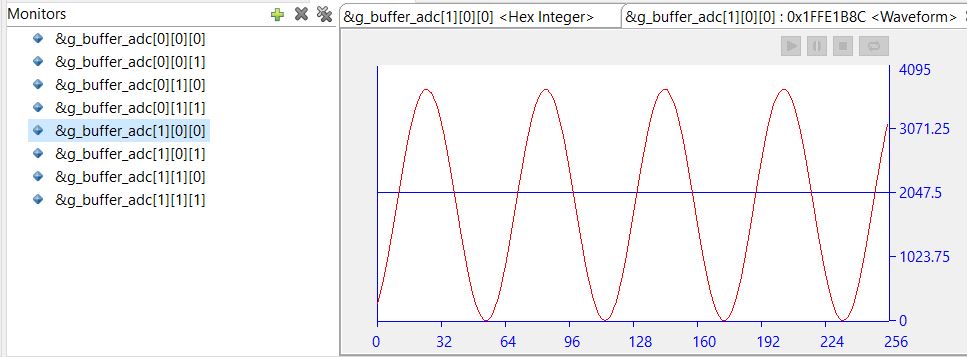 Monitors
&g_buffer_adc[0][0][0]
&g_buffer_adc[0][0][1]
&g_buffer_adc[0][1][0]
&g_buffer_adc[0][1][1]
&g_buffer_adc[1][0][0]
&g_buffer_adc[1][0][1]
&g_buffer_adc[1][1][0]
&g_buffer_adc[1][1][1]
&g_buffer_adc[1][0][0] <Hex Integer>
&g_buffer_adc[1][0][0] : 0x1FFE1B8C <Waveform>
4095
3071.25
2047.5
1023.75
0
0 32 64 96 128 160 192 224 256